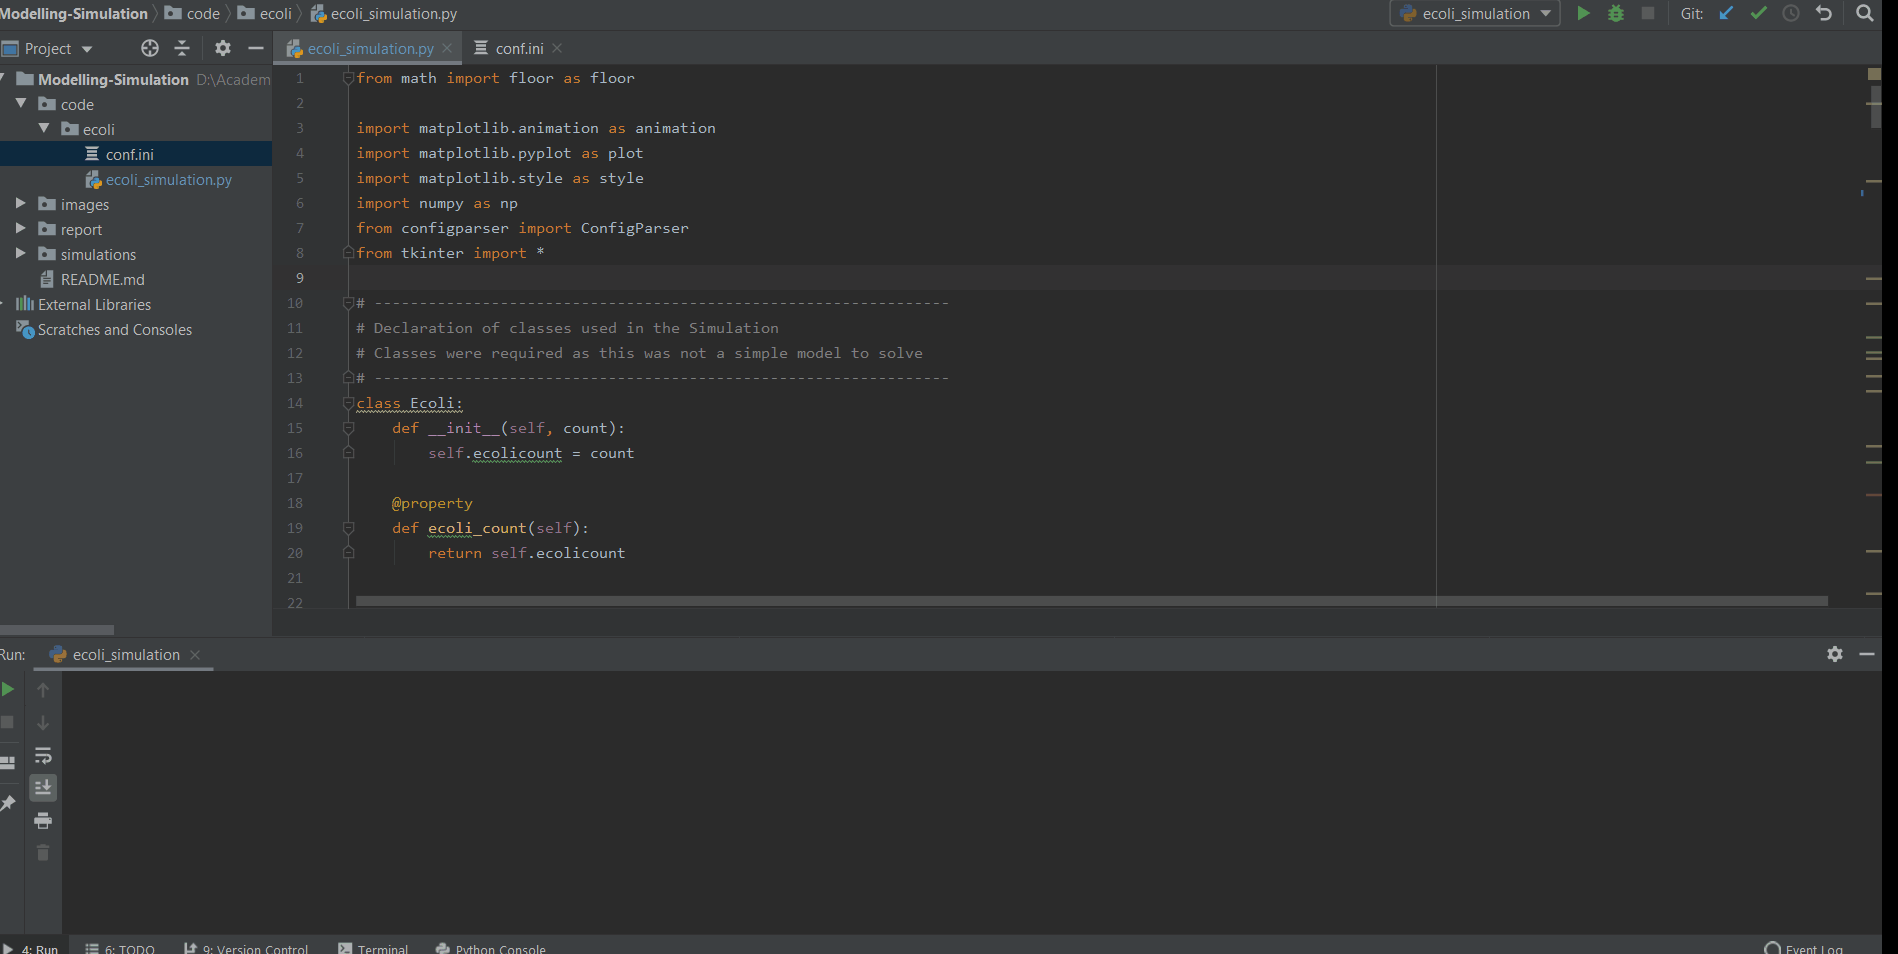 Modelling-Simulation code ecoli ecoli_simulation.py ecoli_simulation Git:
Project ecoli_simulation.py conf.ini
Modelling-Simulation D:\Academ
code
ecoli
conf.ini
ecoli_simulation.py
images
report
simulations
README.md
External Libraries
Scratches and Consoles
1 from math import floor as floor
2
3 import matplotlib.animation as animation
4 import matplotlib.pyplot as plot
5 import matplotlib.style as style
6 import numpy as np
7 from configparser import ConfigParser
8 from tkinter import *
9
10 # ----------------------------------------------------------------
11 # Declaration of classes used in the Simulation
12 # Classes were required as this was not a simple model to solve
13 # ----------------------------------------------------------------
14 class Ecoli:
15 def __init__(self, count):
16 self.ecolicount = count
17
18 @property
19 def ecoli_count(self):
20 return self.ecolicount
21
22
Run: ecoli_simulation
4: Run 6: TODO 9: Version Control Terminal Python Console Event Log